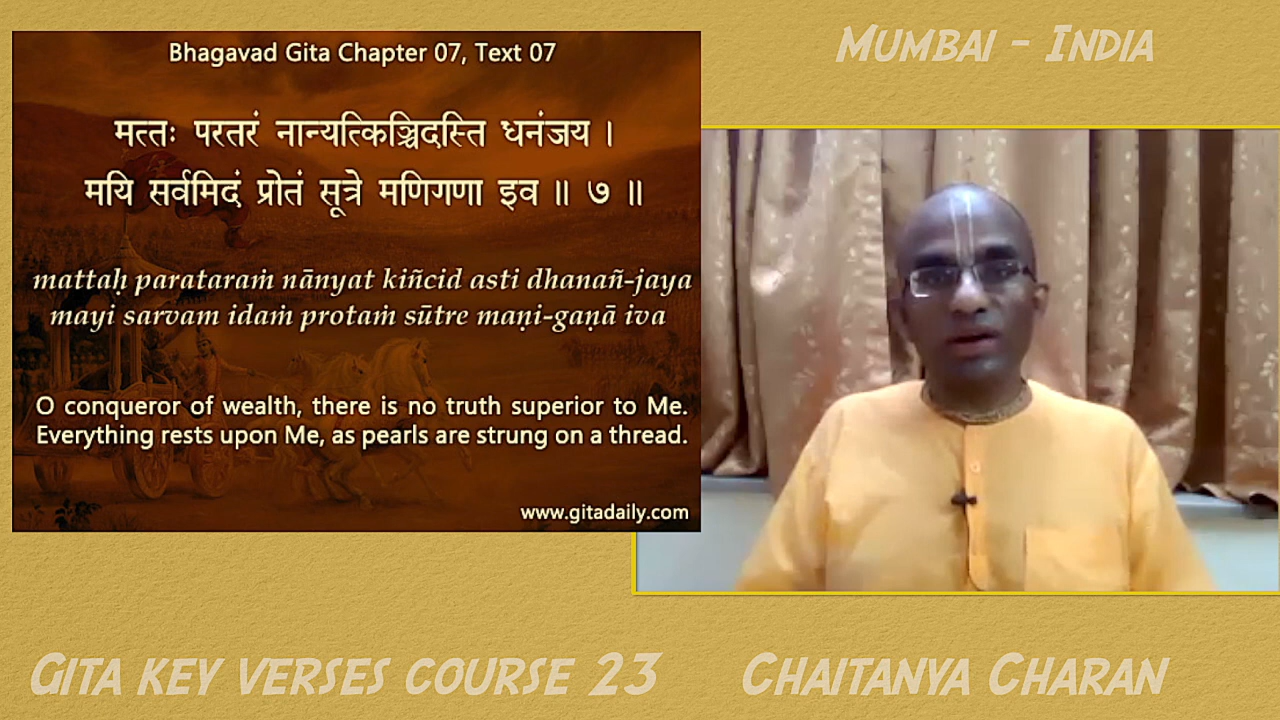 Bhagavad Gita Chapter 07, Text 07
मत्तः परतरं नान्यत्किञ्चिदस्ति धनंजय ।
मयि सर्वमिदं प्रोतं सूत्रे मणिगणा इव ॥ ७ ॥
mattaḥ parataraṁ nānyat kiñcid asti dhanañ-jaya
mayi sarvam idaṁ protaṁ sūtre maṇi-gaṇā iva
O conqueror of wealth, there is no truth superior to Me.
Everything rests upon Me, as pearls are strung on a thread.
www.gitadaily.com
Mumbai - India
Gita key verses course 23
Chaitanya Charan